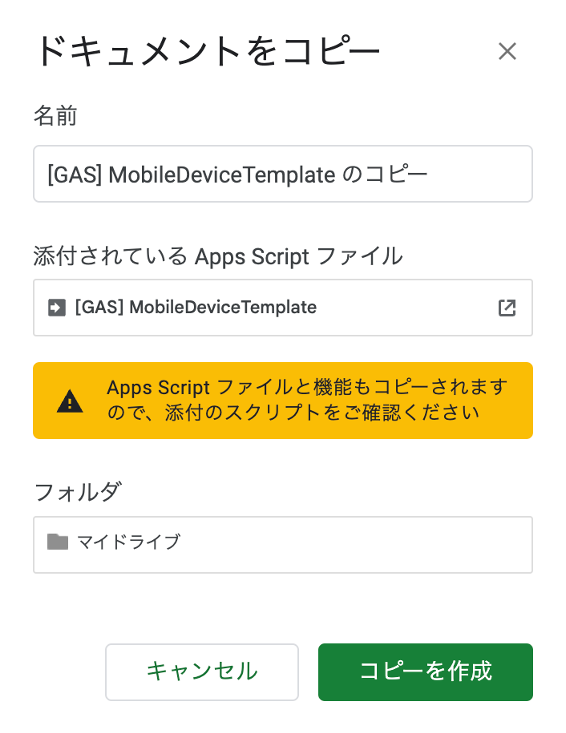 ドキュメントをコピー
名前
[GAS] MobileDeviceTemplate のコピー
添付されている Apps Script ファイル
[GAS] MobileDeviceTemplate
Apps Script ファイルと機能もコピーされます
ので、添付のスクリプトをご確認ください
フォルダ
マイドライブ
キャンセル
コピーを作成